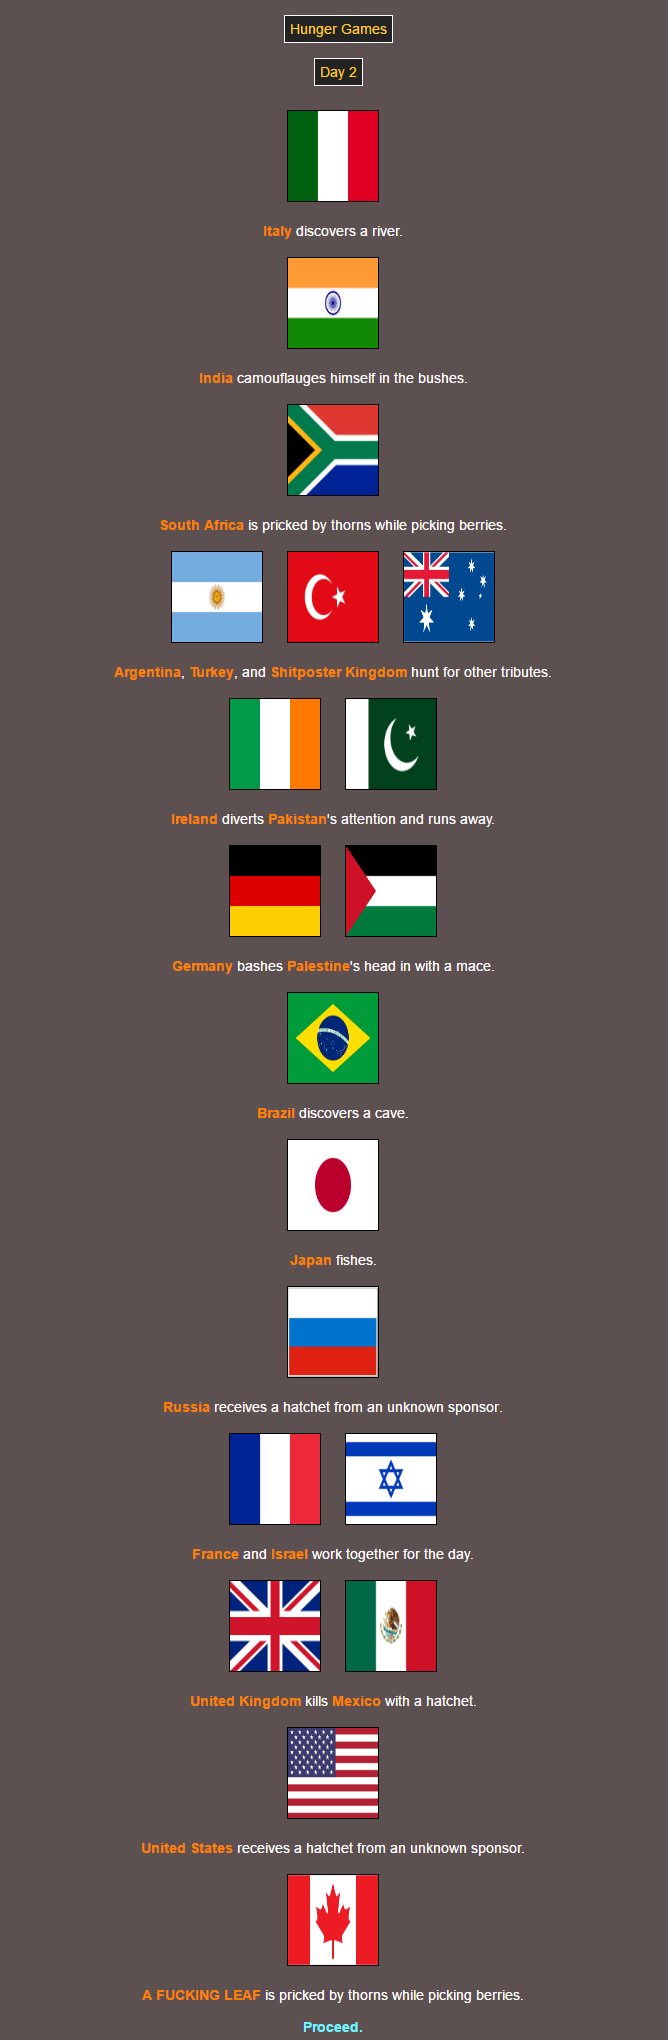 Hunger Games
Day 2
Italy discovers a river.
India camouflauges himself in the bushes.
South Africa is pricked by thorns while picking berries.
Argentina, Turkey, and Shitposter Kingdom hunt for other tributes.
Ireland diverts Pakistan's attention and runs away.
Germany bashes Palestine's head in with a mace.
Brazil discovers a cave.
Japan fishes.
Russia receives a hatchet from an unknown sponsor.
France and Israel work together for the day.
United Kingdom kills Mexico with a hatchet.
United States receives a hatchet from an unknown sponsor.
A FUCKING LEAF is pricked by thorns while picking berries.
Proceed.